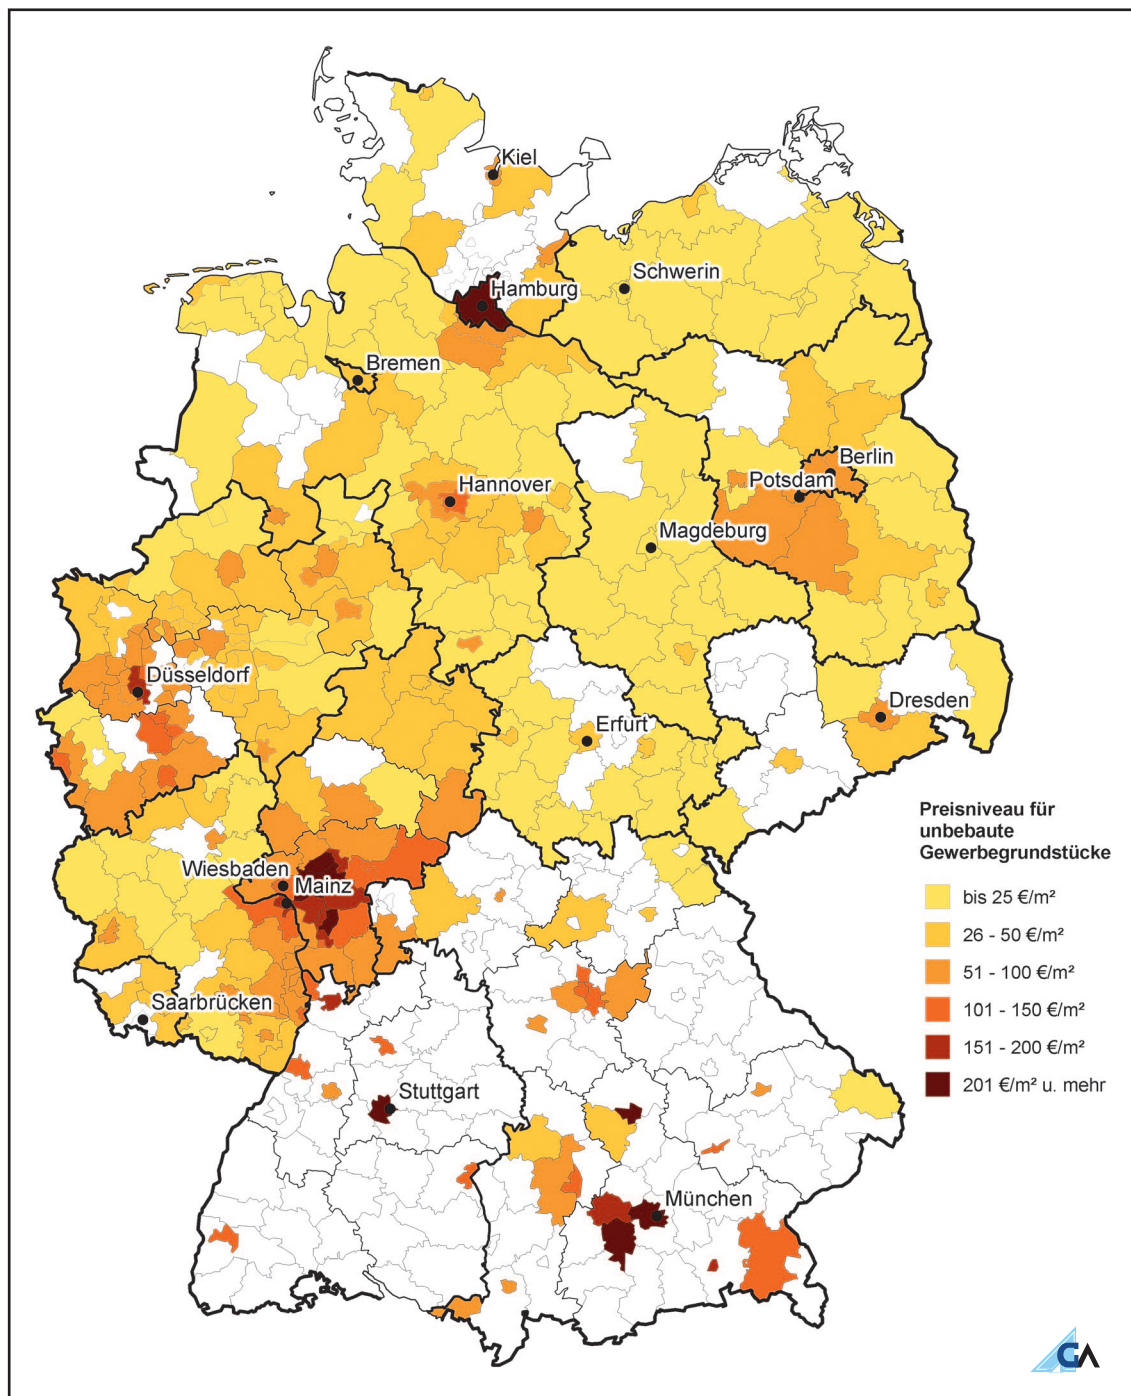 Kiel
Schwerin
Hamburg
Bremen
Berlin
Potsdam
Hannover
Magdeburg
Düsseldorf
Dresden
Erfurt
Wiesbaden
Mainz
Saarbrücken
Stuttgart
München
Preisniveau für
unbebaute
Gewerbegrundstücke
bis 25 €/m²
26 - 50 €/m²
51 - 100 €/m²
101 - 150 €/m²
151 - 200 €/m²
201 €/m² u. mehr
GA